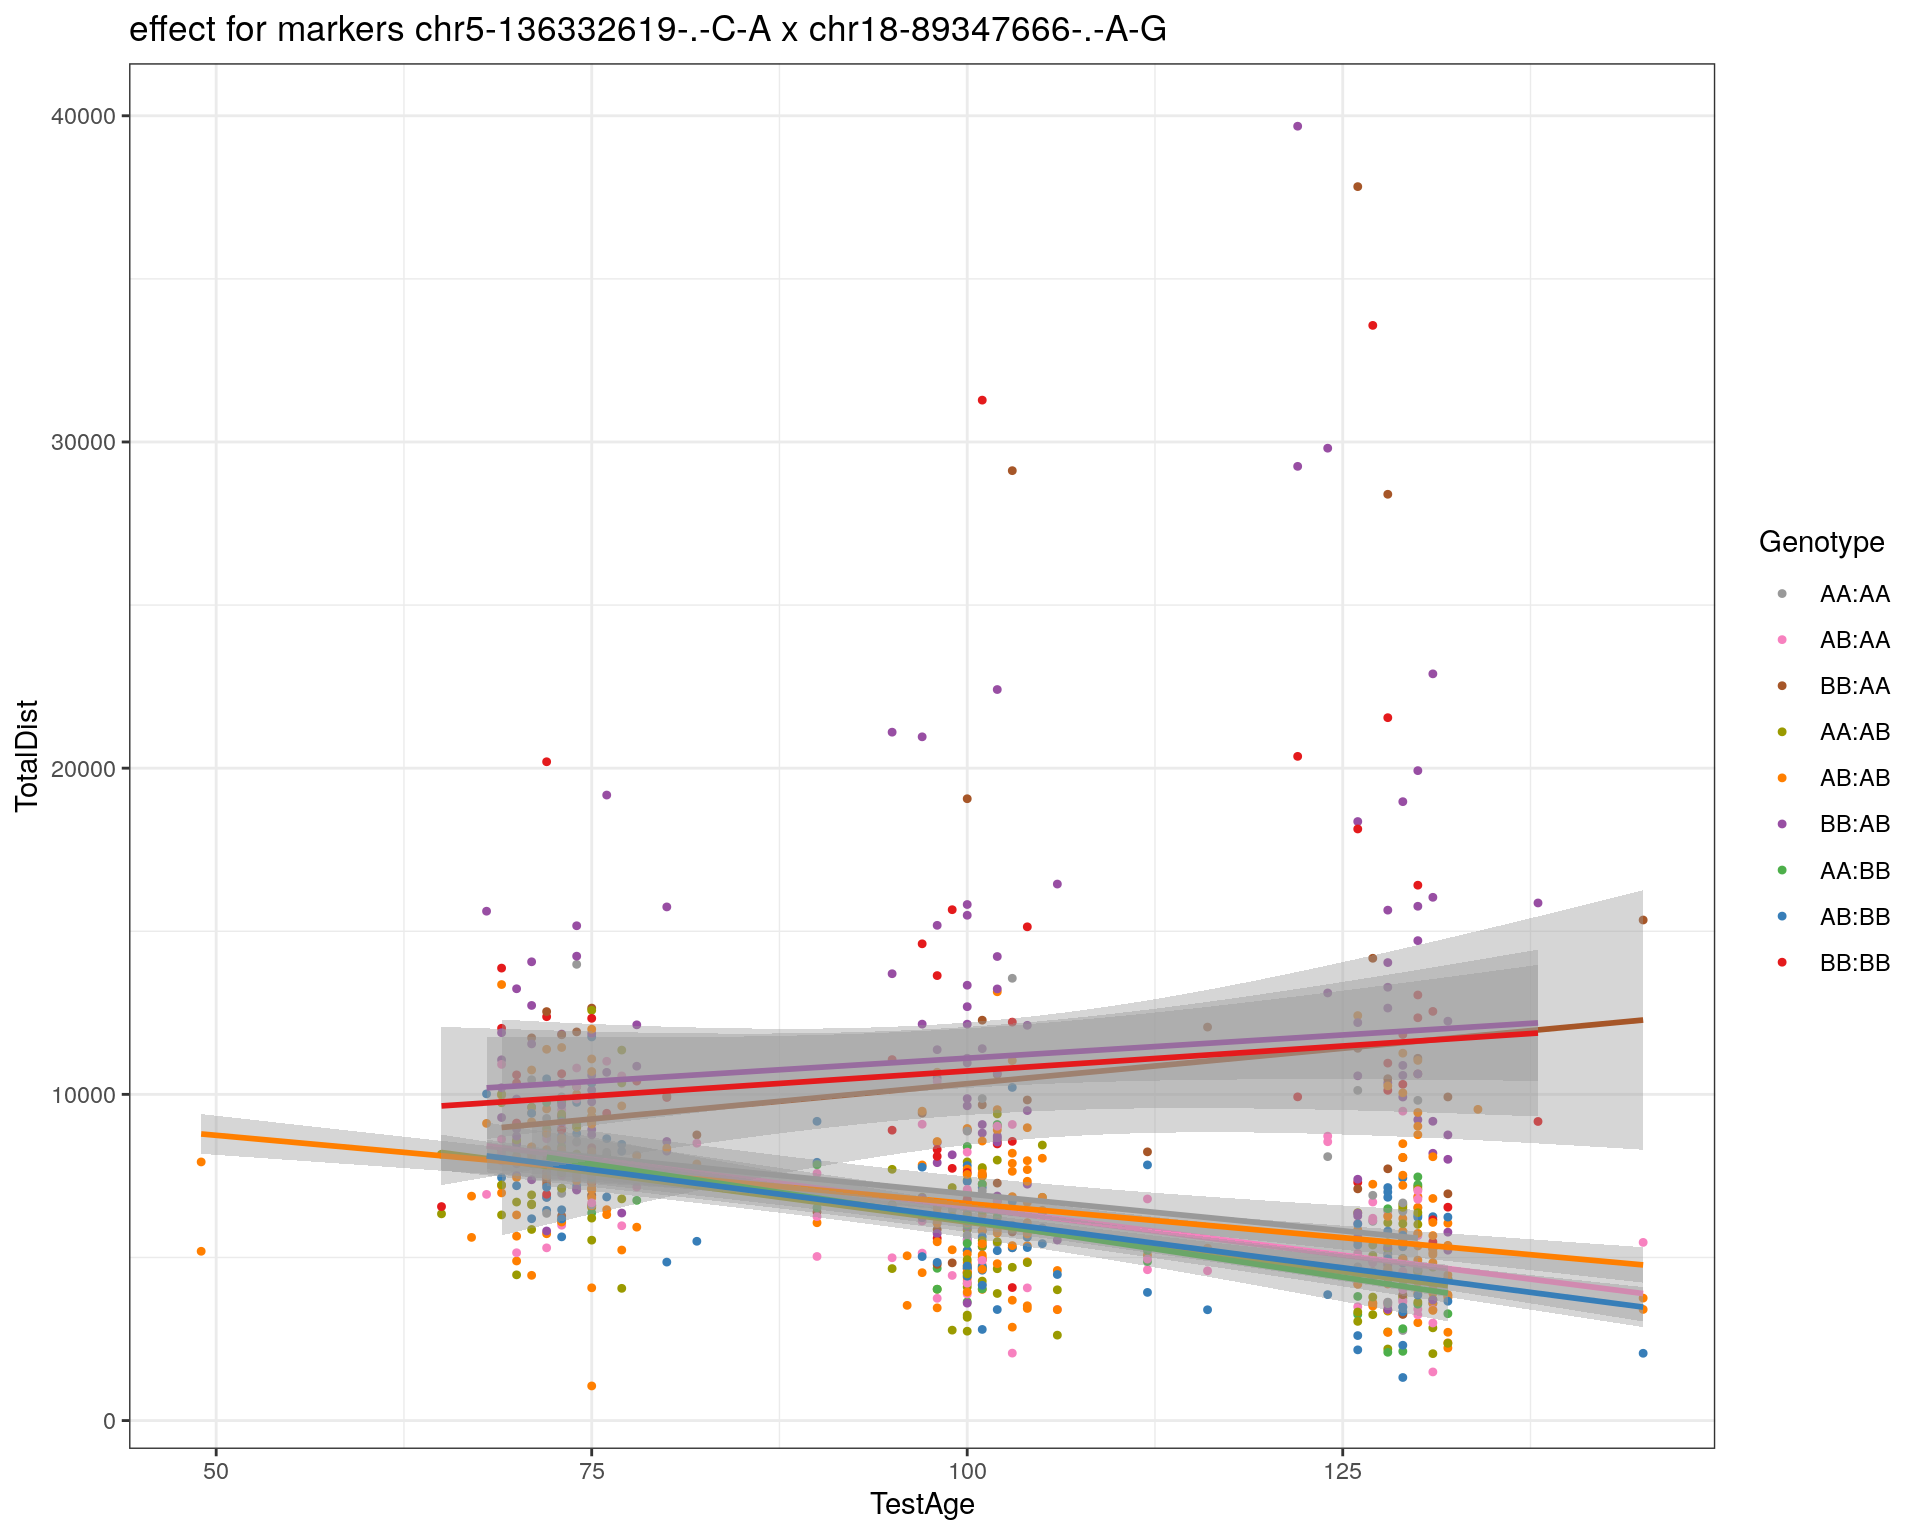 effect for markers chr5-136332619-.-C-A x chr18-89347666-.-A-G
40000
30000
20000
10000
0
TotalDist
50
75
100
125
TestAge
Genotype
AA:AA
AB:AA
BB:AA
AA:AB
AB:AB
BB:AB
AA:BB
AB:BB
BB:BB